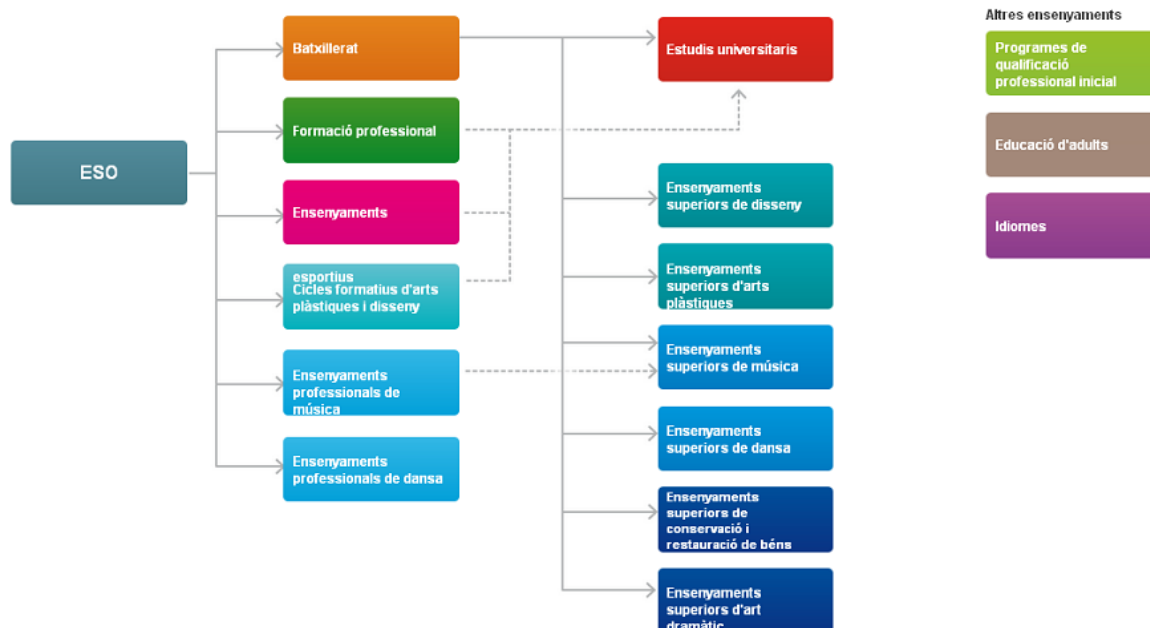 ESO
Batxillerat
Formació professional
Ensenyaments
esportius
Cicles formatius d'arts
plàstiques i disseny
Ensenyaments
professionals de
música
Ensenyaments
professionals de dansa
Estudis universitaris
Ensenyaments
superiors de disseny
Ensenyaments
superiors d'arts
plàstiques
Ensenyaments
superiors de música
Ensenyaments
superiors de dansa
Ensenyaments
superiors de
conservació i
restauració de béns
Ensenyaments
superiors d'art
dramàtic
Altres ensenyaments
Programes de
qualificació
professional inicial
Educació d'adults
Idiomes